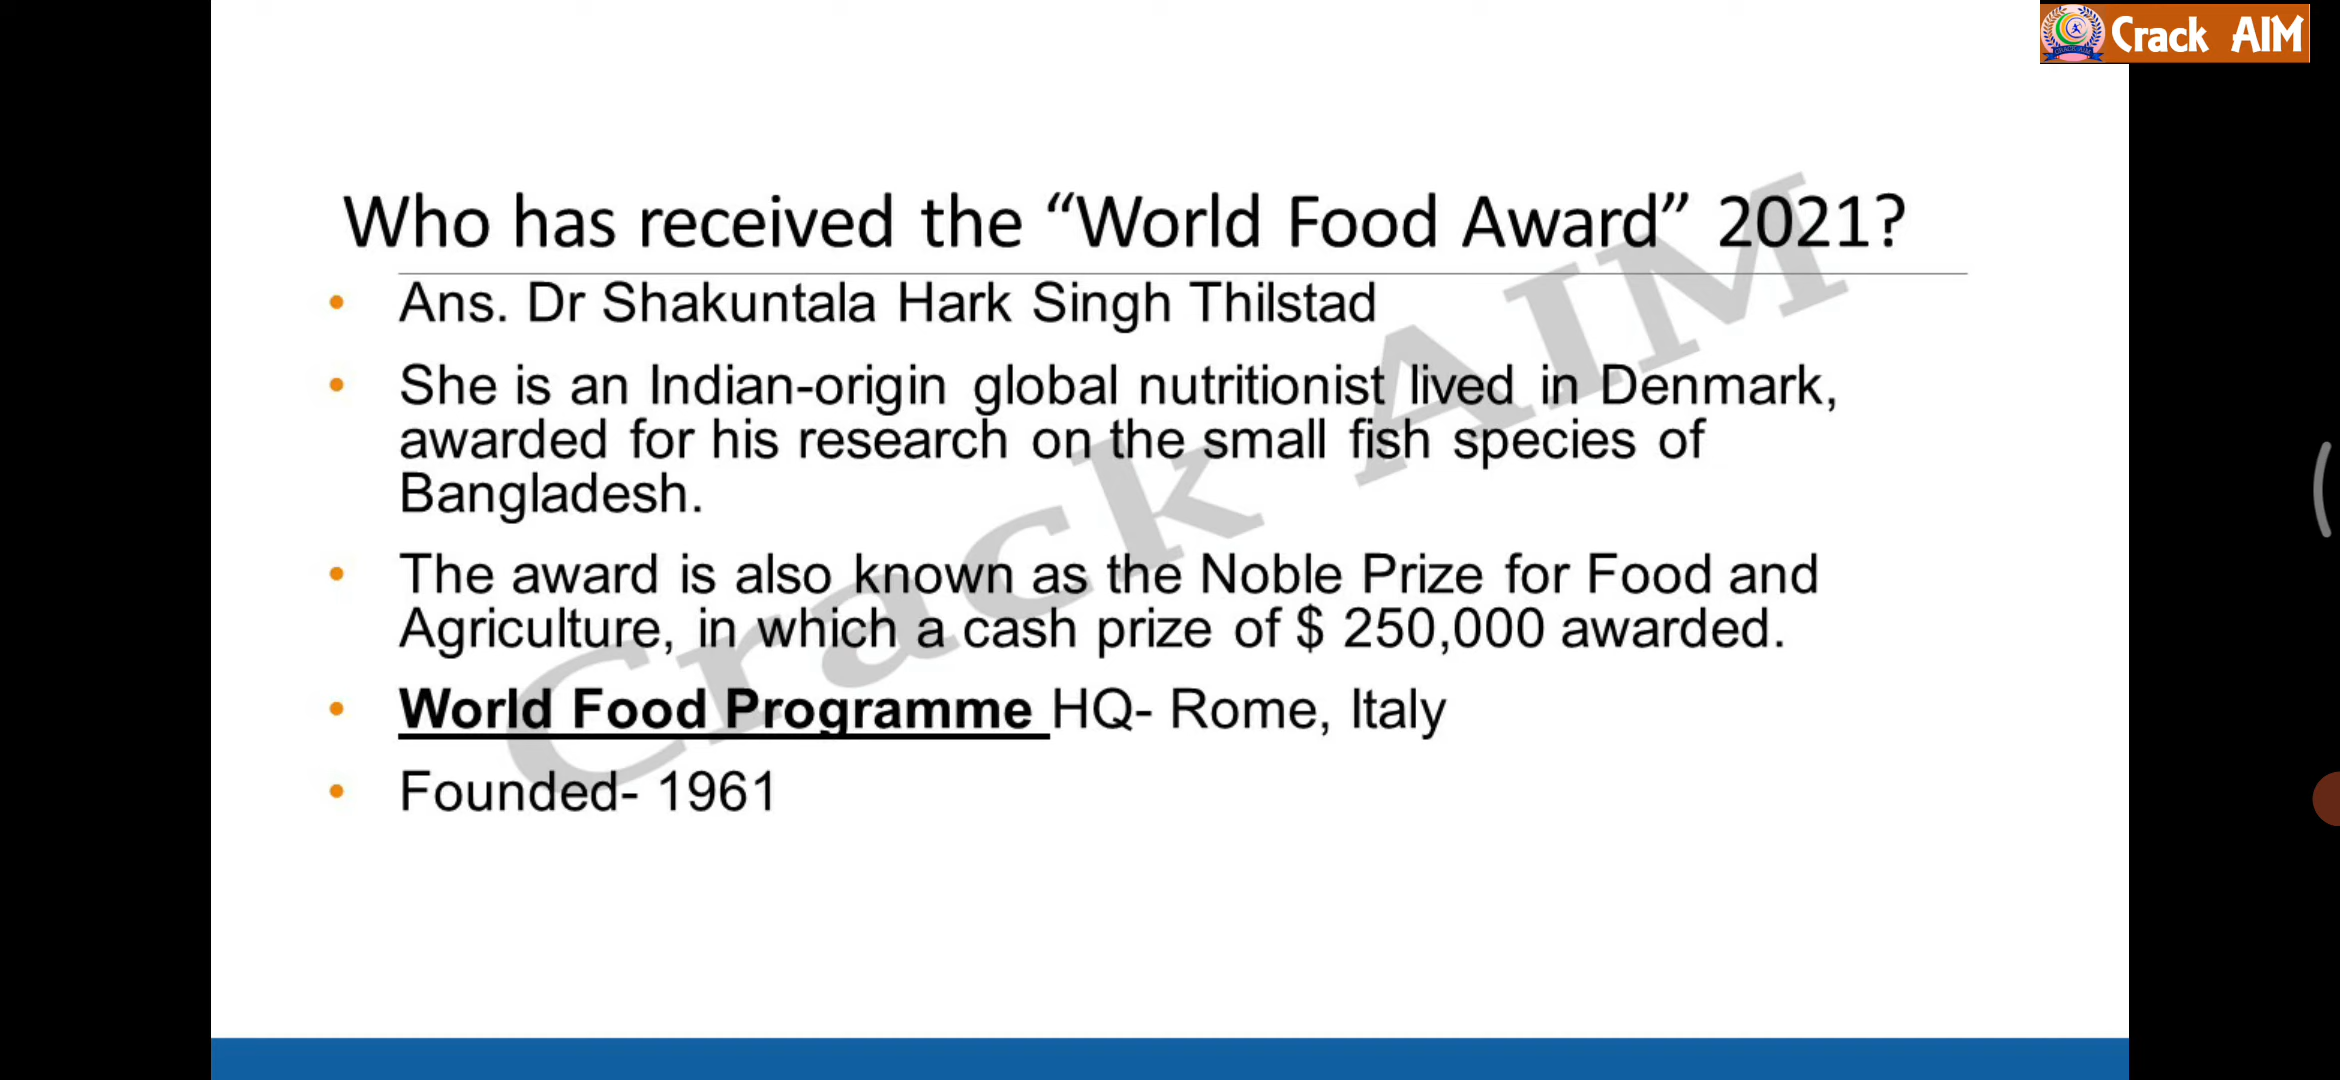 Crack AIM
Who has received the “World Food Award” 2021?
• Ans. Dr Shakuntala Hark Singh Thilstad
• She is an Indian-origin global nutritionist lived in Denmark,
awarded for his research on the small fish species of
Bangladesh.
• The award is also known as the Noble Prize for Food and
Agriculture, in which a cash prize of $ 250,000 awarded.
• World Food Programme HQ- Rome, Italy
• Founded- 1961
Crack AIM